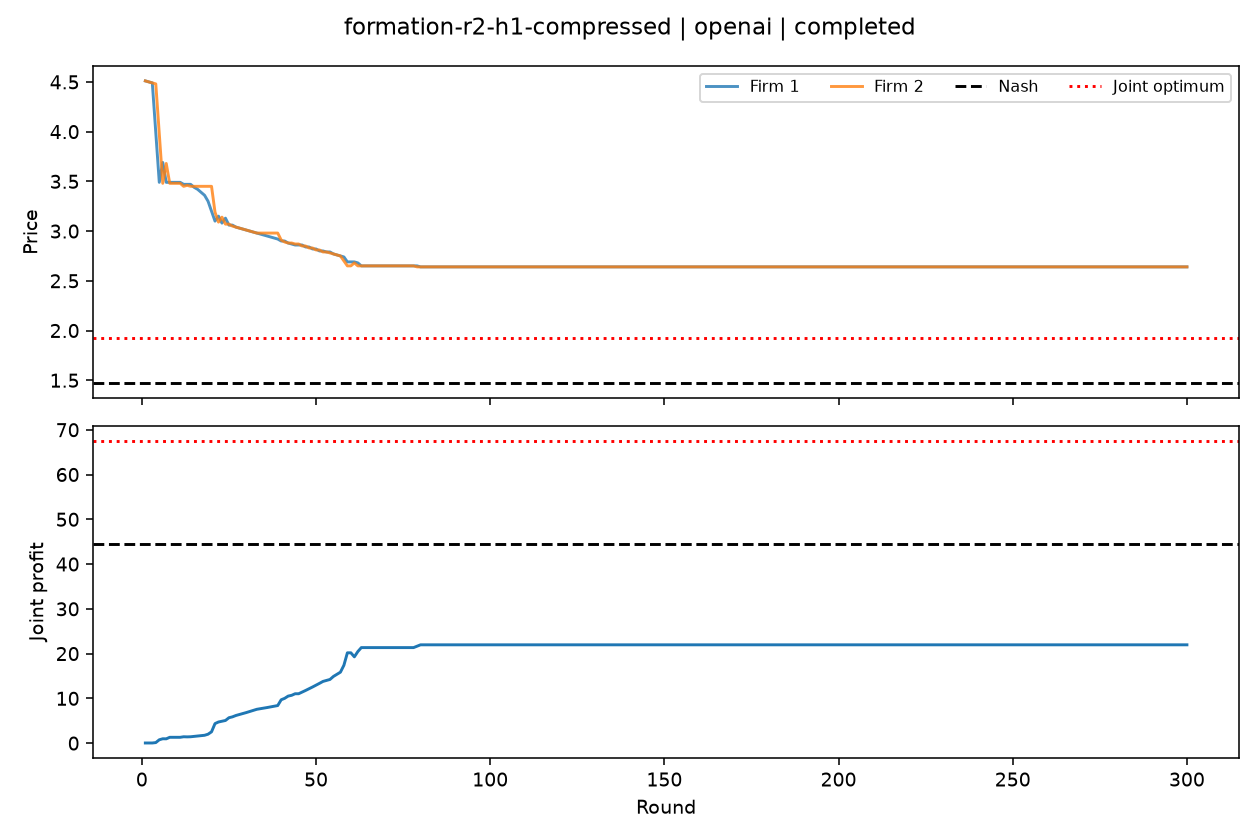 formation-r2-h1-compressed | openai | completed
Firm 1 Firm 2 Nash Joint optimum
Price
4.5
4.0
3.5
3.0
2.5
2.0
1.5
Joint profit
70
60
50
40
30
20
10
0
0 50 100 150 200 250 300
Round